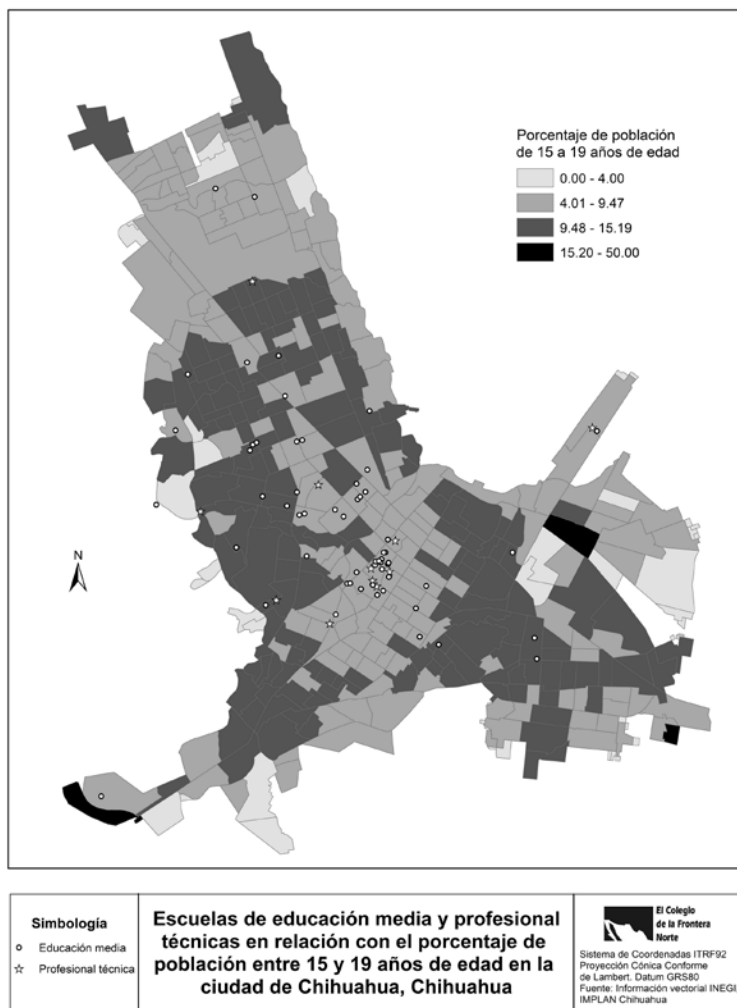 Porcentaje de población
de 15 a 19 años de edad
0.00 - 4.00
4.01 - 9.47
9.48 - 15.19
15.20 - 50.00
N
Simbología
Educación media
Profesional técnica
Escuelas de educación media y profesional
técnicas en relación con el porcentaje de
población entre 15 y 19 años de edad en la
ciudad de Chihuahua, Chihuahua
El Colegio
de la Frontera
Norte
Sistema de Coordenadas ITRF92
Proyección Cónica Conforme
de Lambert. Datum GRS80
Fuente: Información vectorial INEGI,
IMPLAN Chihuahua